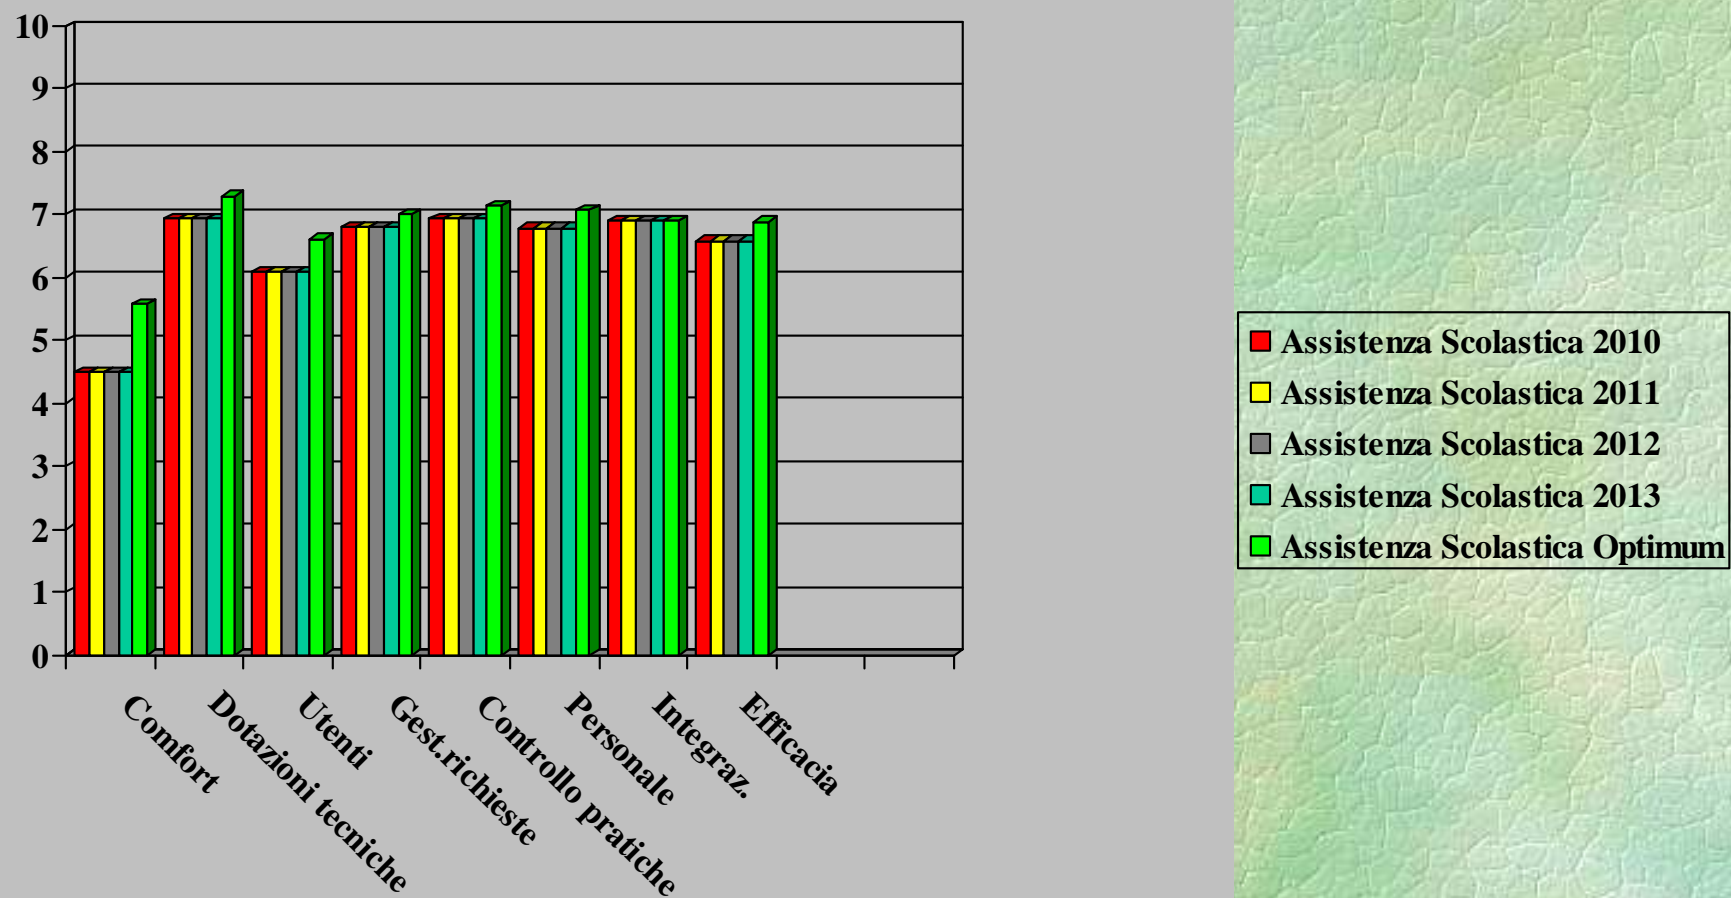 10
9
8
7
6
5
4
3
2
1
0
Comfort
Dotazioni tecniche
Utenti
Gest.richieste
Controllo pratiche
Personale
Integraz.
Efficacia
Assistenza Scolastica 2010
Assistenza Scolastica 2011
Assistenza Scolastica 2012
Assistenza Scolastica 2013
Assistenza Scolastica Optimum